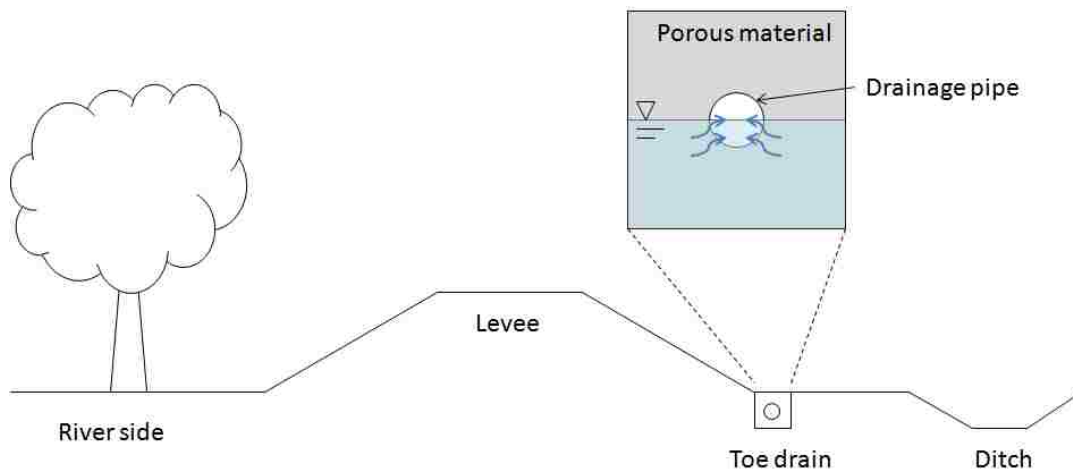 Porous material
Drainage pipe
Levee
River side
Toe drain
Ditch